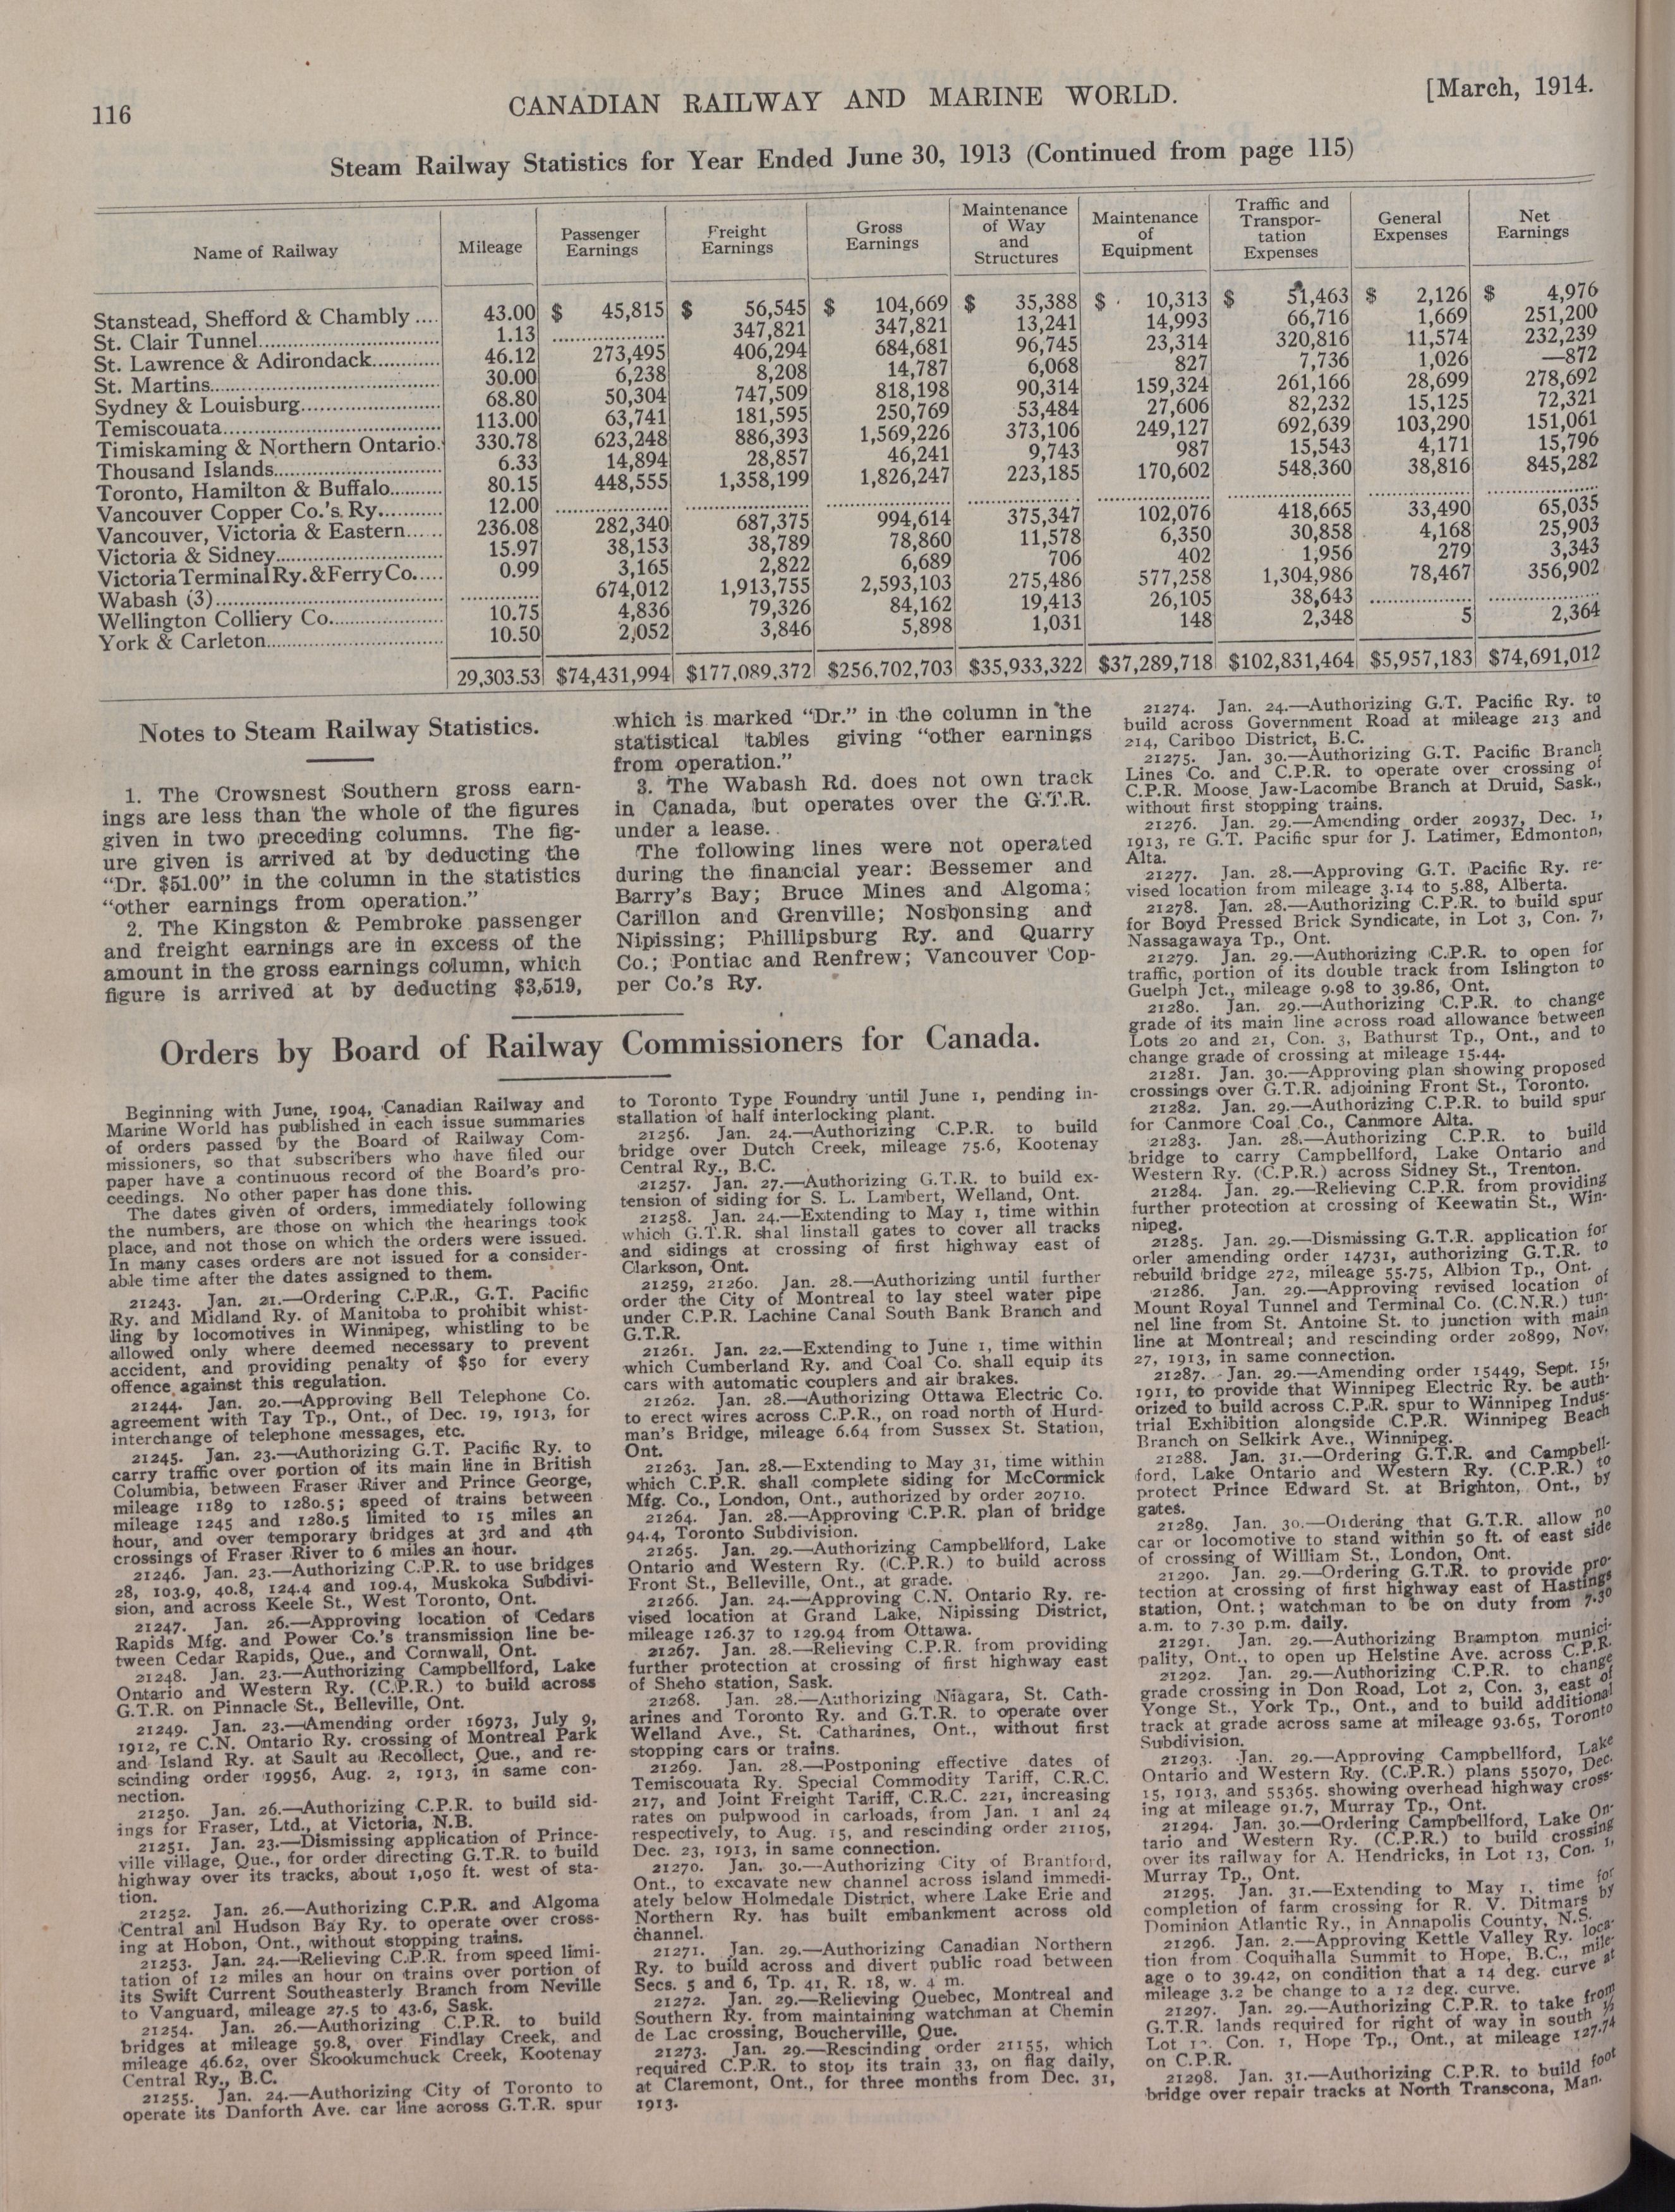 116
CANADIAN RAILWAY AND MARINE WORLD.
[March, 1914.
Steam Railway Statistics for Year Ended June 30, 1913 (Continued from page 115)
Name of Railway | Mileage | Passenger Earnings | Freight Earnings | Gross Earnings | Maintenance of Way and Structures | Maintenance of Equipment | Traffic and Transpor-tation Expenses | General Expenses | Net Earnings
Stanstead, Shefford & Chambly .... 43.00 $ 45,815 $ 56,545 $ 104,669 $ 35,388 $ 10,313 $ 51,463 $ 2,126 $ 4,976
St. Clair Tunnel.... 1.13 .... 347,821 347,821 13,241 14,993 66,716 1,669 251,200
St. Lawrence & Adirondack.... 46.12 273,495 406,294 684,681 96,745 23,314 320,816 11,574 232,239
St. Martins.... 30.00 6,238 8,208 14,787 6,068 827 7,736 1,026 —872
Sydney & Louisburg.... 68.80 50,304 747,509 818,198 90,314 159,324 261,166 28,699 278,692
Temiscouata.... 113.00 63,741 181,595 250,769 53,484 27,606 82,232 15,125 72,321
Timiskaming & Northern Ontario. 330.78 623,248 886,393 1,569,226 373,106 249,127 692,639 103,290 151,061
Thousand Islands.... 6.33 14,894 28,857 46,241 9,743 987 15,543 4,171 15,796
Toronto, Hamilton & Buffalo.... 80.15 448,555 1,358,199 1,826,247 223,185 170,602 548,360 38,816 845,282
Vancouver Copper Co.'s. Ry.... 12.00 .... .... .... .... .... .... .... ....
Vancouver, Victoria & Eastern.... 236.08 282,340 687,375 994,614 375,347 102,076 418,665 33,490 65,035
Victoria & Sidney.... 15.97 38,153 38,789 78,860 11,578 6,350 30,858 4,168 25,903
Victoria Terminal Ry. & Ferry Co.... 0.99 3,165 2,822 6,689 706 402 1,956 279 3,343
Wabash (3).... .... 674,012 1,913,755 2,593,103 275,486 577,258 1,304,986 78,467 356,902
Wellington Colliery Co.... 10.75 4,836 79,326 84,162 19,413 26,105 38,643 .... ....
York & Carleton.... 10.50 2,052 3,846 5,898 1,031 148 2,348 5 2,364
29,303.53 $74,431,994 $177,089,372 $256,702,703 $35,933,322 $37,289,718 $102,831,464 $5,957,183 $74,691,012
Notes to Steam Railway Statistics.
1. The Crowsnest Southern gross earn-
ings are less than the whole of the figures
given in two preceding columns. The fig-
ure given is arrived at by deducting the
"Dr. $51.00" in the column in the statistics
"other earnings from operation."
2. The Kingston & Pembroke passenger
and freight earnings are in excess of the
amount in the gross earnings column, which
figure is arrived at by deducting $3,519,
which is marked "Dr." in the column in the
statistical tables giving "other earnings
from operation."
3. The Wabash Rd. does not own track
in Canada, but operates over the G.T.R.
under a lease.
The following lines were not operated
during the financial year: Bessemer and
Barry's Bay; Bruce Mines and Algoma;
Carillon and Grenville; Nosbonsing and
Nipissing; Phillipsburg Ry. and Quarry
Co.; Pontiac and Renfrew; Vancouver Cop-
per Co.'s Ry.
Orders by Board of Railway Commissioners for Canada.
Beginning with June, 1904, Canadian Railway and
Marine World has published in each issue summaries
of orders passed by the Board of Railway Com-
missioners, so that subscribers who have filed our
paper have a continuous record of the Board's pro-
ceedings. No other paper has done this.
The dates given of orders, immediately following
the numbers, are those on which the hearings took
place, and not those on which the orders were issued.
In many cases orders are not issued for a consider-
able time after the dates assigned to them.
21243. Jan. 21.—Ordering C.P.R., G.T. Pacific
Ry. and Midland Ry. of Manitoba to prohibit whist-
ling by locomotives in Winnipeg, whistling to be
allowed only where deemed necessary to prevent
accident, and providing penalty of $50 for every
offence against this regulation.
21244. Jan. 20.—Approving Bell Telephone Co.
agreement with Tay Tp., Ont., of Dec. 19, 1913, for
interchange of telephone messages, etc.
21245. Jan. 23.—Authorizing G.T. Pacific Ry. to
carry traffic over portion of its main line in British
Columbia, between Fraser River and Prince George,
mileage 1189 to 1280.5; speed of trains between
mileage 1245 and 1280.5 limited to 15 miles an
hour, and over temporary bridges at 3rd and 4th
crossings of Fraser River to 6 miles an hour.
21246. Jan. 23.—Authorizing C.P.R. to use bridges
28, 103.9, 40.8, 124.4 and 109.4, Muskoka Subdivi-
sion, and across Keele St., West Toronto, Ont.
21247. Jan. 26.—Approving location of Cedars
Rapids Mfg. and Power Co.'s transmission line be-
tween Cedar Rapids, Que., and Cornwall, Ont.
21248. Jan. 23.—Authorizing Campbellford, Lake
Ontario and Western Ry. (C.P.R.) to build across
G.T.R. on Pinnacle St., Belleville, Ont.
21249. Jan. 23.—Amending order 16973, July 9,
1912, re C.N. Ontario Ry. crossing of Montreal Park
and Island Ry. at Sault au Recollect, Que., and re-
scinding order 19956, Aug. 2, 1913, in same con-
nection.
21250. Jan. 26.—Authorizing C.P.R. to build sid-
ings for Fraser, Ltd., at Victoria, N.B.
21251. Jan. 23.—Dismissing application of Prince-
ville village, Que., for order directing G.T.R. to build
highway over its tracks, about 1,050 ft. west of sta-
tion.
21252. Jan. 26.—Authorizing C.P.R. and Algoma
Central anl Hudson Bay Ry. to operate over cross-
ing at Hobon, Ont., without stopping trains.
21253. Jan. 24.—Relieving C.P.R. from speed limi-
tation of 12 miles an hour on trains over portion of
its Swift Current Southeasterly Branch from Neville
to Vanguard, mileage 27.5 to 43.6, Sask.
21254. Jan. 26.—Authorizing C.P.R. to build
bridges at mileage 59.8, over Findlay Creek, and
mileage 46.62, over Skookumchuck Creek, Kootenay
Central Ry., B.C.
21255. Jan. 24.—Authorizing City of Toronto to
operate its Danforth Ave. car line across G.T.R. spur
to Toronto Type Foundry until June 1, pending in-
stallation of half interlocking plant.
21256. Jan. 24.—Authorizing C.P.R. to build
bridge over Dutch Creek, mileage 75.6, Kootenay
Central Ry., B.C.
21257. Jan. 27.—Authorizing G.T.R. to build ex-
tension of siding for S. L. Lambert, Welland, Ont.
21258. Jan. 24.—Extending to May 1, time within
which G.T.R. shal linstall gates to cover all tracks
and sidings at crossing of first highway east of
Clarkson, Ont.
21259, 21260. Jan. 28.—Authorizing until further
order the City of Montreal to lay steel water pipe
under C.P.R. Lachine Canal South Bank Branch and
G.T.R.
21261. Jan. 22.—Extending to June 1, time within
which Cumberland Ry. and Coal Co. shall equip its
cars with automatic couplers and air brakes.
21262. Jan. 28.—Authorizing Ottawa Electric Co.
to erect wires across C.P.R., on road north of Hurd-
man's Bridge, mileage 6.64 from Sussex St. Station,
Ont.
21263. Jan. 28.—Extending to May 31, time within
which C.P.R. shall complete siding for McCormick
Mfg. Co., London, Ont., authorized by order 20710.
21264. Jan. 28.—Approving C.P.R. plan of bridge
94.4, Toronto Subdivision.
21265. Jan. 29.—Authorizing Campbellford, Lake
Ontario and Western Ry. (C.P.R.) to build across
Front St., Belleville, Ont., at grade.
21266. Jan. 24.—Approving C.N. Ontario Ry. re-
vised location at Grand Lake, Nipissing District,
mileage 126.37 to 129.94 from Ottawa.
21267. Jan. 28.—Relieving C.P.R. from providing
further protection at crossing of first highway east
of Sheho station, Sask.
21268. Jan. 28.—Authorizing Niagara, St. Cath-
arines and Toronto Ry. and G.T.R. to operate over
Welland Ave., St. Catharines, Ont., without first
stopping cars or trains.
21269. Jan. 28.—Postponing effective dates of
Temiscouata Ry. Special Commodity Tariff, C.R.C.
217, and Joint Freight Tariff, C.R.C. 221, increasing
rates on pulpwood in carloads, from Jan. 1 anl 24
respectively, to Aug. 15, and rescinding order 21105,
Dec. 23, 1913, in same connection.
21270. Jan. 30.—Authorizing City of Brantford,
Ont., to excavate new channel across island immedi-
ately below Holmedale District, where Lake Erie and
Northern Ry. has built embankment across old
channel.
21271. Jan. 29.—Authorizing Canadian Northern
Ry. to build across and divert public road between
Secs. 5 and 6, Tp. 41, R. 18, w. 4 m.
21272. Jan. 29.—Relieving Quebec, Montreal and
Southern Ry. from maintaining watchman at Chemin
de Lac crossing, Boucherville, Que.
21273. Jan. 29.—Rescinding order 21155, which
required C.P.R. to stop its train 33, on flag daily,
at Claremont, Ont., for three months from Dec. 31,
1913.
21274. Jan. 24.—Authorizing G.T. Pacific Ry. to
build across Government Road at mileage 213 and
214, Cariboo District, B.C.
21275. Jan. 30.—Authorizing G.T. Pacific Branch
Lines Co. and C.P.R. to operate over crossing of
C.P.R. Moose Jaw-Lacombe Branch at Druid, Sask.,
without first stopping trains.
21276. Jan. 29.—Amending order 20937, Dec. 1,
1913, re G.T. Pacific spur for J. Latimer, Edmonton,
Alta.
21277. Jan. 28.—Approving G.T. Pacific Ry. re-
vised location from mileage 3.14 to 5.88, Alberta.
21278. Jan. 28.—Authorizing C.P.R. to build spur
for Boyd Pressed Brick Syndicate, in Lot 3, Con. 7,
Nassagawaya Tp., Ont.
21279. Jan. 29.—Authorizing C.P.R. to open for
traffic, portion of its double track from Islington to
Guelph Jct., mileage 9.98 to 39.86, Ont.
21280. Jan. 29.—Authorizing C.P.R. to change
grade of its main line across road allowance between
Lots 20 and 21, Con. 3, Bathurst Tp., Ont., and to
change grade of crossing at mileage 15.44.
21281. Jan. 30.—Approving plan showing proposed
crossings over G.T.R. adjoining Front St., Toronto.
21282. Jan. 29.—Authorizing C.P.R. to build spur
for Canmore Coal Co., Canmore Alta.
21283. Jan. 28.—Authorizing C.P.R. to build
bridge to carry Campbellford, Lake Ontario and
Western Ry. (C.P.R.) across Sidney St., Trenton.
21284. Jan. 29.—Relieving C.P.R. from providing
further protection at crossing of Keewatin St., Win-
nipeg.
21285. Jan. 29.—Dismissing G.T.R. application for
orler amending order 14731, authorizing G.T.R. to
rebuild bridge 272, mileage 55.75, Albion Tp., Ont.
21286. Jan. 29.—Approving revised location of
Mount Royal Tunnel and Terminal Co. (C.N.R.) tun-
nel line from St. Antoine St. to junction with main
line at Montreal; and rescinding order 20899, Nov.
27, 1913, in same connection.
21287. Jan. 29.—Amending order 15449, Sept. 15,
1911, to provide that Winnipeg Electric Ry. be auth-
orized to build across C.P.R. spur to Winnipeg Indus-
trial Exhibition alongside C.P.R. Winnipeg Beach
Branch on Selkirk Ave., Winnipeg.
21288. Jan. 31.—Ordering G.T.R. and Campbell-
ford, Lake Ontario and Western Ry. (C.P.R.) to
protect Prince Edward St. at Brighton, Ont., by
gates.
21289. Jan. 30.—Oidering that G.T.R. allow no
car or locomotive to stand within 50 ft. of east side
of crossing of William St., London, Ont.
21290. Jan. 29.—Ordering G.T.R. to provide pro-
tection at crossing of first highway east of Hastings
station, Ont.; watchman to be on duty from 7.30
a.m. to 7.30 p.m. daily.
21291. Jan. 29.—Authorizing Brampton munici-
pality, Ont., to open up Helstine Ave. across C.P.R.
21292. Jan. 29.—Authorizing C.P.R. to change
grade crossing in Don Road, Lot 2, Con. 3, east of
Yonge St., York Tp., Ont., and to build additional
track at grade across same at mileage 93.65, Toronto
Subdivision.
21293. Jan. 29.—Approving Campbellford, Lake
Ontario and Western Ry. (C.P.R.) plans 55070, Dec.
15, 1913, and 55365. showing overhead highway cross-
ing at mileage 91.7, Murray Tp., Ont.
21294. Jan. 30.—Ordering Campbellford, Lake On-
tario and Western Ry. (C.P.R.) to build crossing
over its railway for A. Hendricks, in Lot 13, Con. 1,
Murray Tp., Ont.
21295. Jan. 31.—Extending to May 1, time for
completion of farm crossing for R. V. Ditmars by
Dominion Atlantic Ry., in Annapolis County, N.S.
21296. Jan. 2.—Approving Kettle Valley Ry. loca-
tion from Coquihalla Summit to Hope, B.C., mile-
age 0 to 39.42, on condition that a 14 deg. curve at
mileage 3.2 be change to a 12 deg. curve.
21297. Jan. 29.—Authorizing C.P.R. to take from
G.T.R. lands required for right of way in south ½
Lot Con. 1, Hope Tp., Ont., at mileage 127.74
on C.P.R.
21298. Jan. 31.—Authorizing C.P.R. to build foot
bridge over repair tracks at North Transcona, Man.